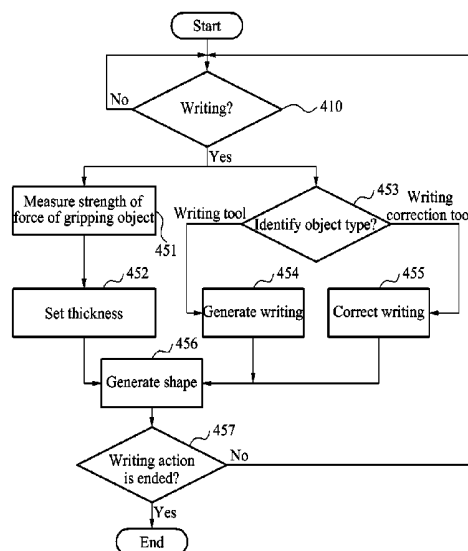 Start
No
Writing?
410
Yes
Measure strength of
force of gripping object
451
453
Writing tool
Identify object type?
Writing
correction tool
452
Set thickness
454
Generate writing
455
Correct writing
456
Generate shape
457
Writing action
is ended?
No
Yes
End